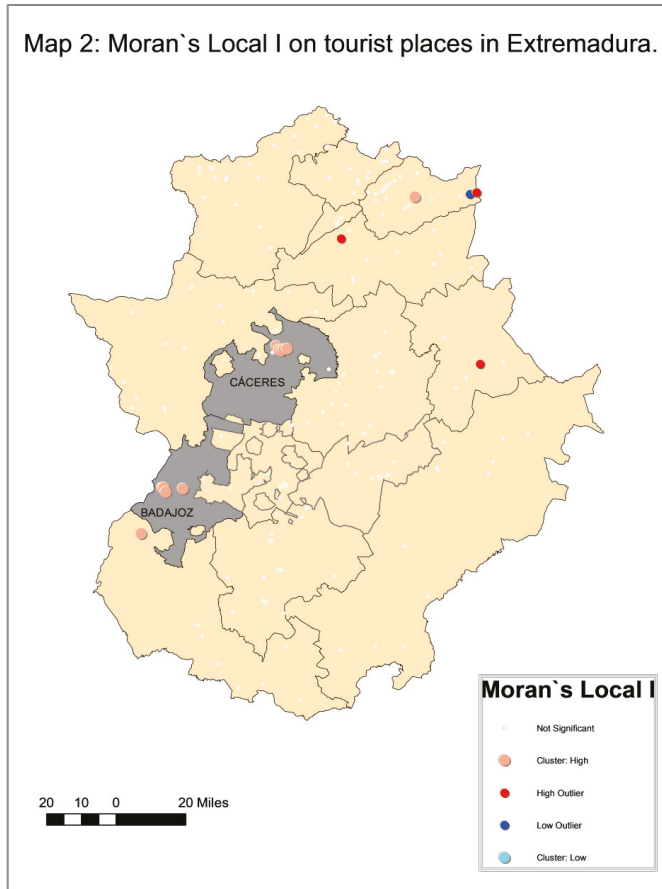 Map 2: Moran`s Local I on tourist places in Extremadura.
CÁCERES
BADAJOZ
Moran`s Local I
Not Significant
Cluster: High
High Outlier
Low Outlier
Cluster: Low
20 10 0 20 Miles